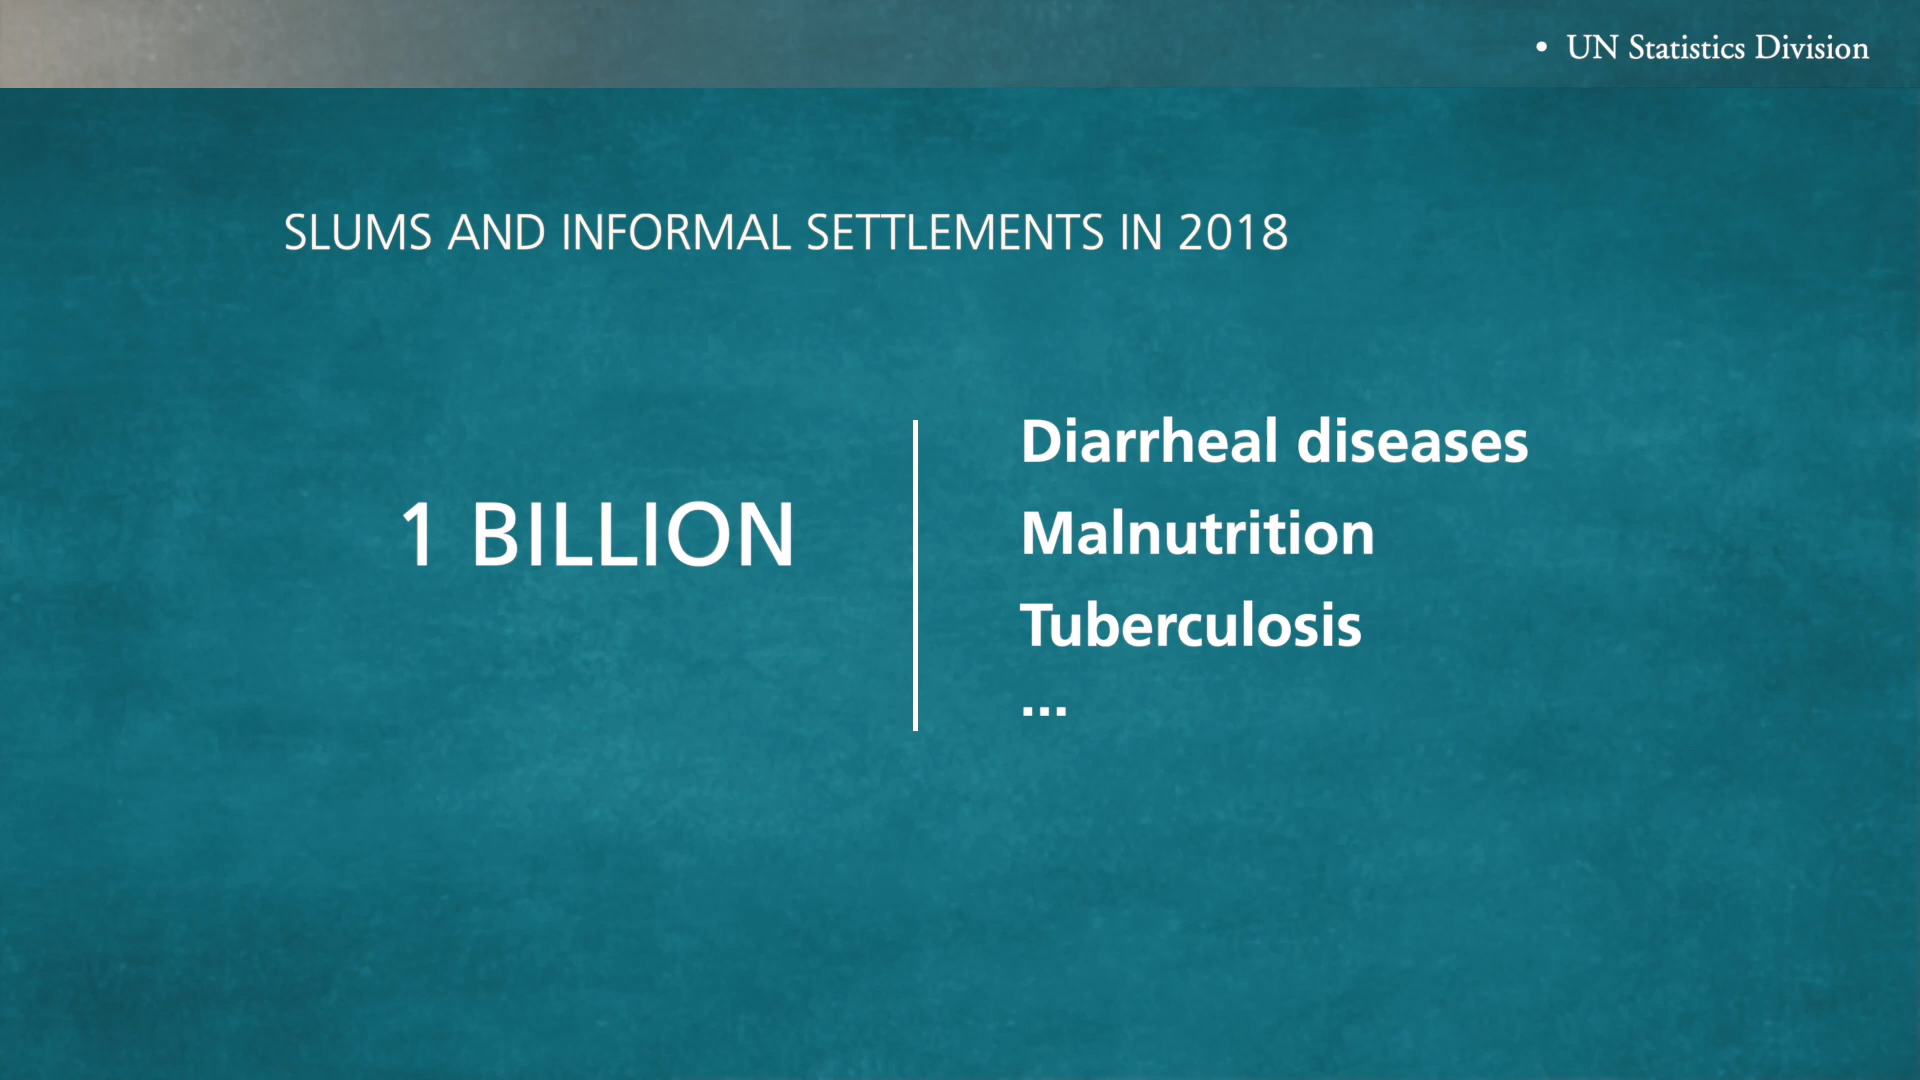 • UN Statistics Division
SLUMS AND INFORMAL SETTLEMENTS IN 2018
1 BILLION
Diarrheal diseases
Malnutrition
Tuberculosis
...